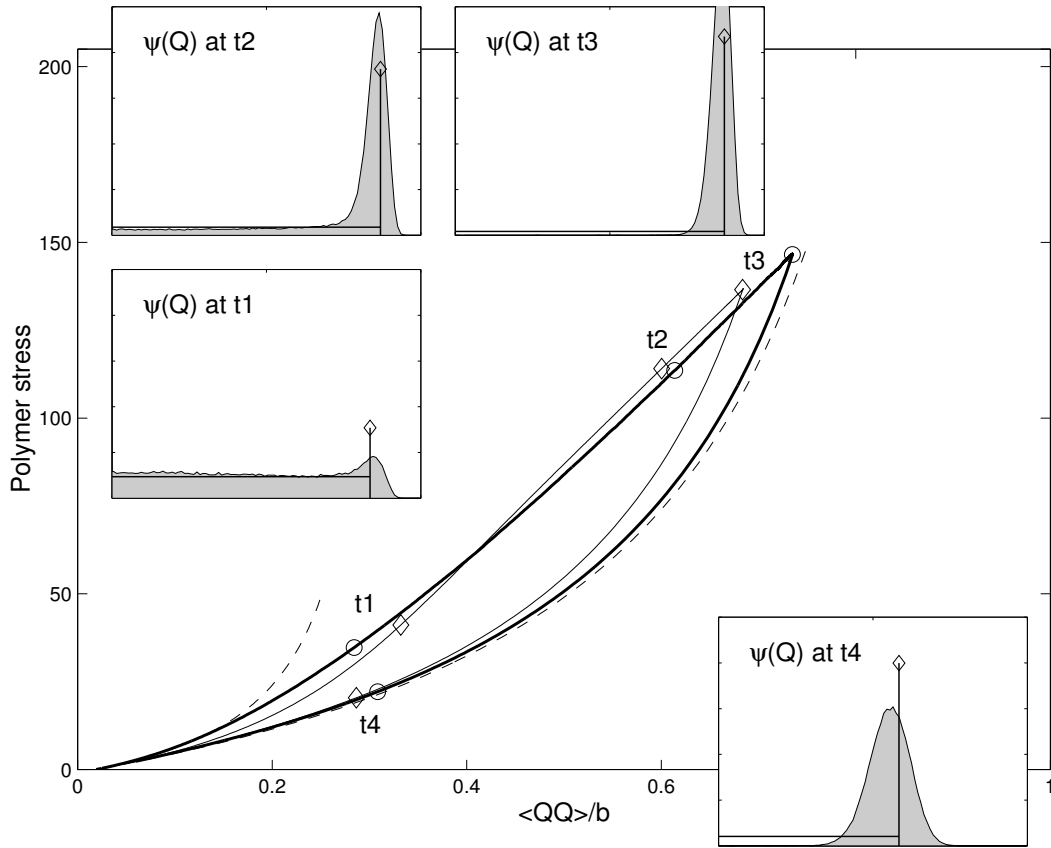 ψ(Q) at t2
ψ(Q) at t3
200
150
t3
ψ(Q) at t1
t2
100
Polymer stress
t1
50
ψ(Q) at t4
t4
0
0
0.2
0.4
0.6
1
<QQ>/b